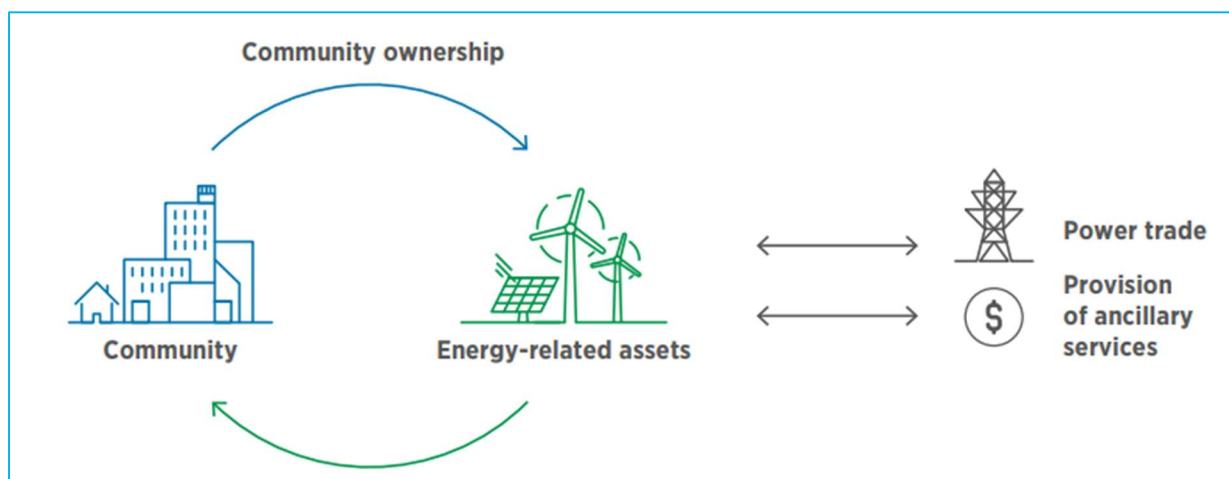 Community ownership
Community
Energy-related assets
Power trade
Provision
of ancillary
services
$